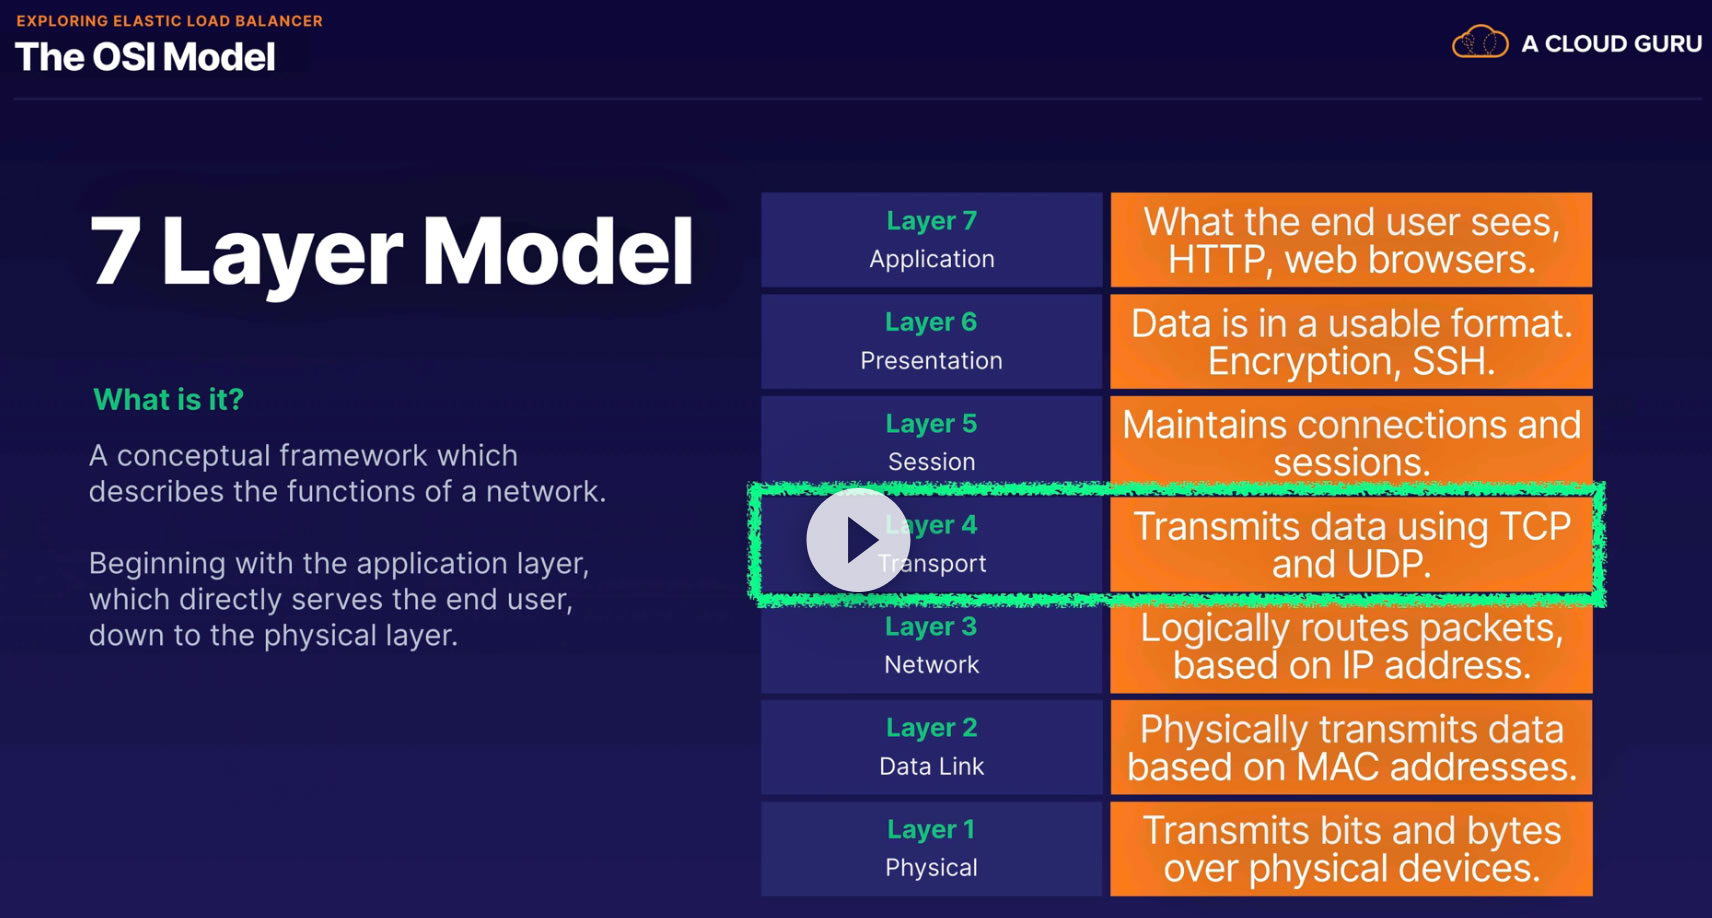 EXPLORING ELASTIC LOAD BALANCER
The OSI Model
A CLOUD GURU
7 Layer Model
What is it?
A conceptual framework which
describes the functions of a network.
Beginning with the application layer,
which directly serves the end user,
down to the physical layer.
Layer 7
Application
What the end user sees,
HTTP, web browsers.
Layer 6
Presentation
Data is in a usable format.
Encryption, SSH.
Layer 5
Session
Maintains connections and
sessions.
Layer 4
Transport
Transmits data using TCP
and UDP.
Layer 3
Network
Logically routes packets,
based on IP address.
Layer 2
Data Link
Physically transmits data
based on MAC addresses.
Layer 1
Physical
Transmits bits and bytes
over physical devices.